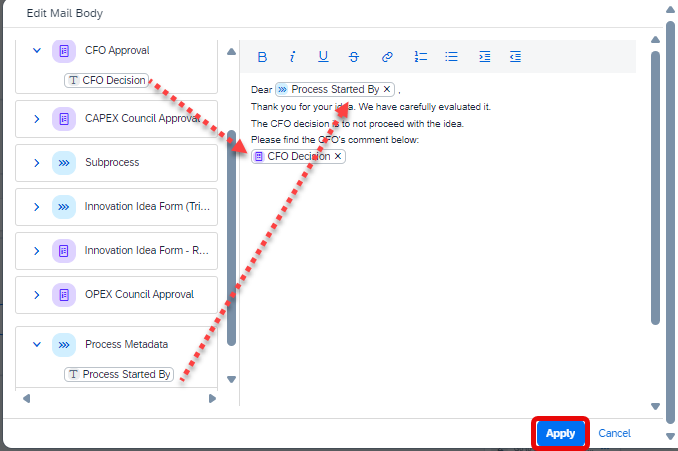 Edit Mail Body
CFO Approval
CFO Decision
CAPEX Council Approval
Subprocess
Innovation Idea Form (Tri...
Innovation Idea Form - R...
OPEX Council Approval
Process Metadata
Process Started By
B i U S
Dear Process Started By × ,
Thank you for your idea. We have carefully evaluated it.
The CFO decision is to not proceed with the idea.
Please find the CFO's comment below:
CFO Decision ×
Apply Cancel